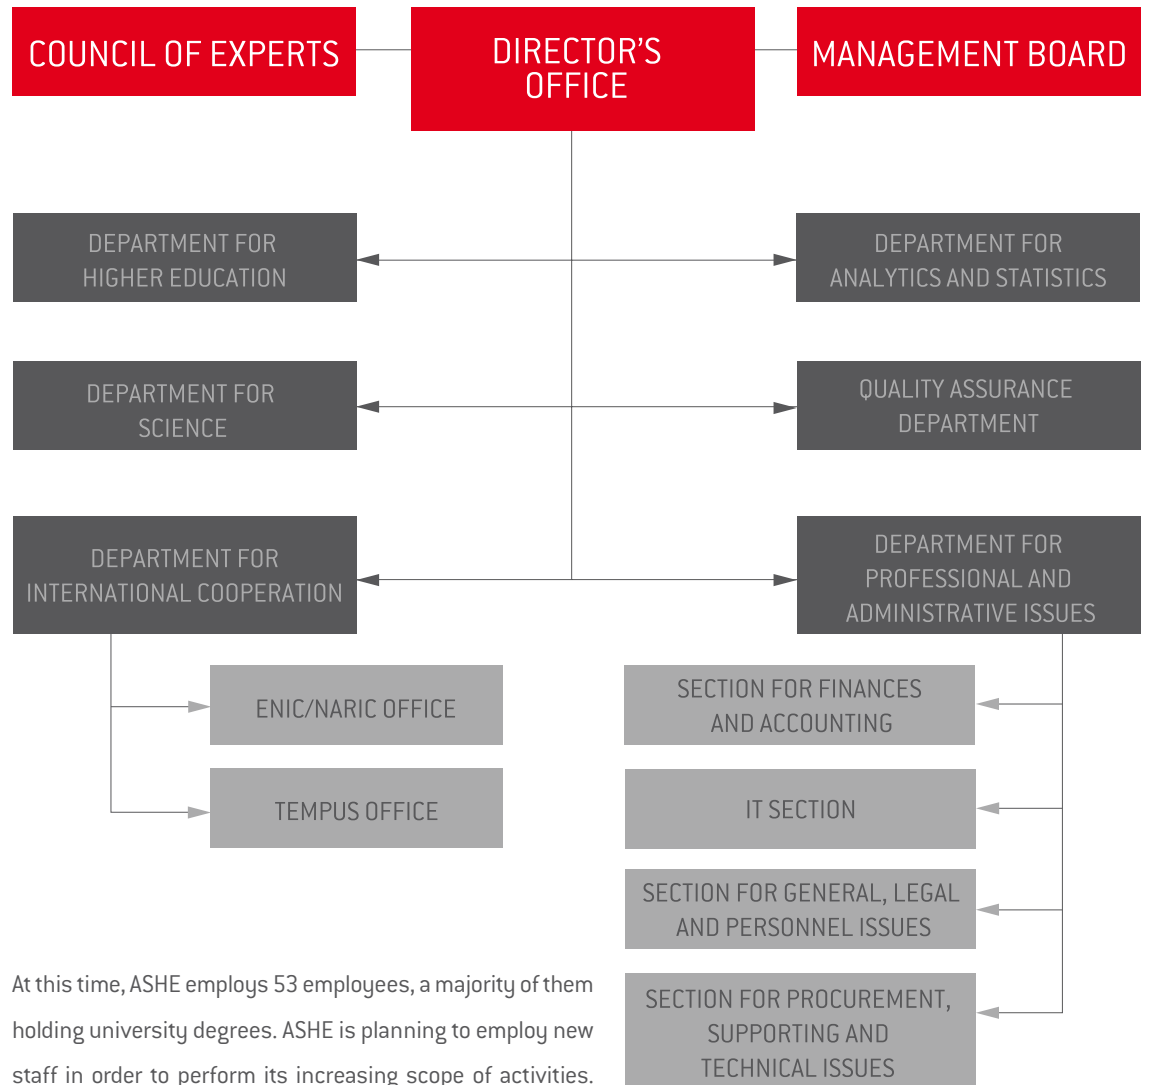 COUNCIL OF EXPERTS
DIRECTOR’S
OFFICE
MANAGEMENT BOARD
DEPARTMENT FOR
HIGHER EDUCATION
DEPARTMENT FOR
ANALYTICS AND STATISTICS
DEPARTMENT FOR
SCIENCE
QUALITY ASSURANCE
DEPARTMENT
DEPARTMENT FOR
INTERNATIONAL COOPERATION
DEPARTMENT FOR
PROFESSIONAL AND
ADMINISTRATIVE ISSUES
ENIC/NARIC OFFICE
TEMPUS OFFICE
SECTION FOR FINANCES
AND ACCOUNTING
IT SECTION
SECTION FOR GENERAL, LEGAL
AND PERSONNEL ISSUES
SECTION FOR PROCUREMENT,
SUPPORTING AND
TECHNICAL ISSUES
At this time, ASHE employs 53 employees, a majority of them
holding university degrees. ASHE is planning to employ new
staff in order to perform its increasing scope of activities.